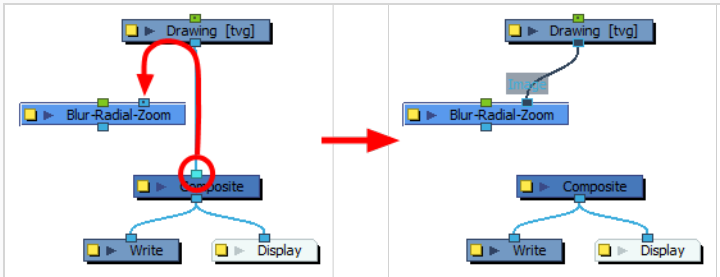 Drawing [tvg]
Blur-Radial-Zoom
Composite
Write
Display
Drawing [tvg]
Image
Blur-Radial-Zoom
Composite
Write
Display